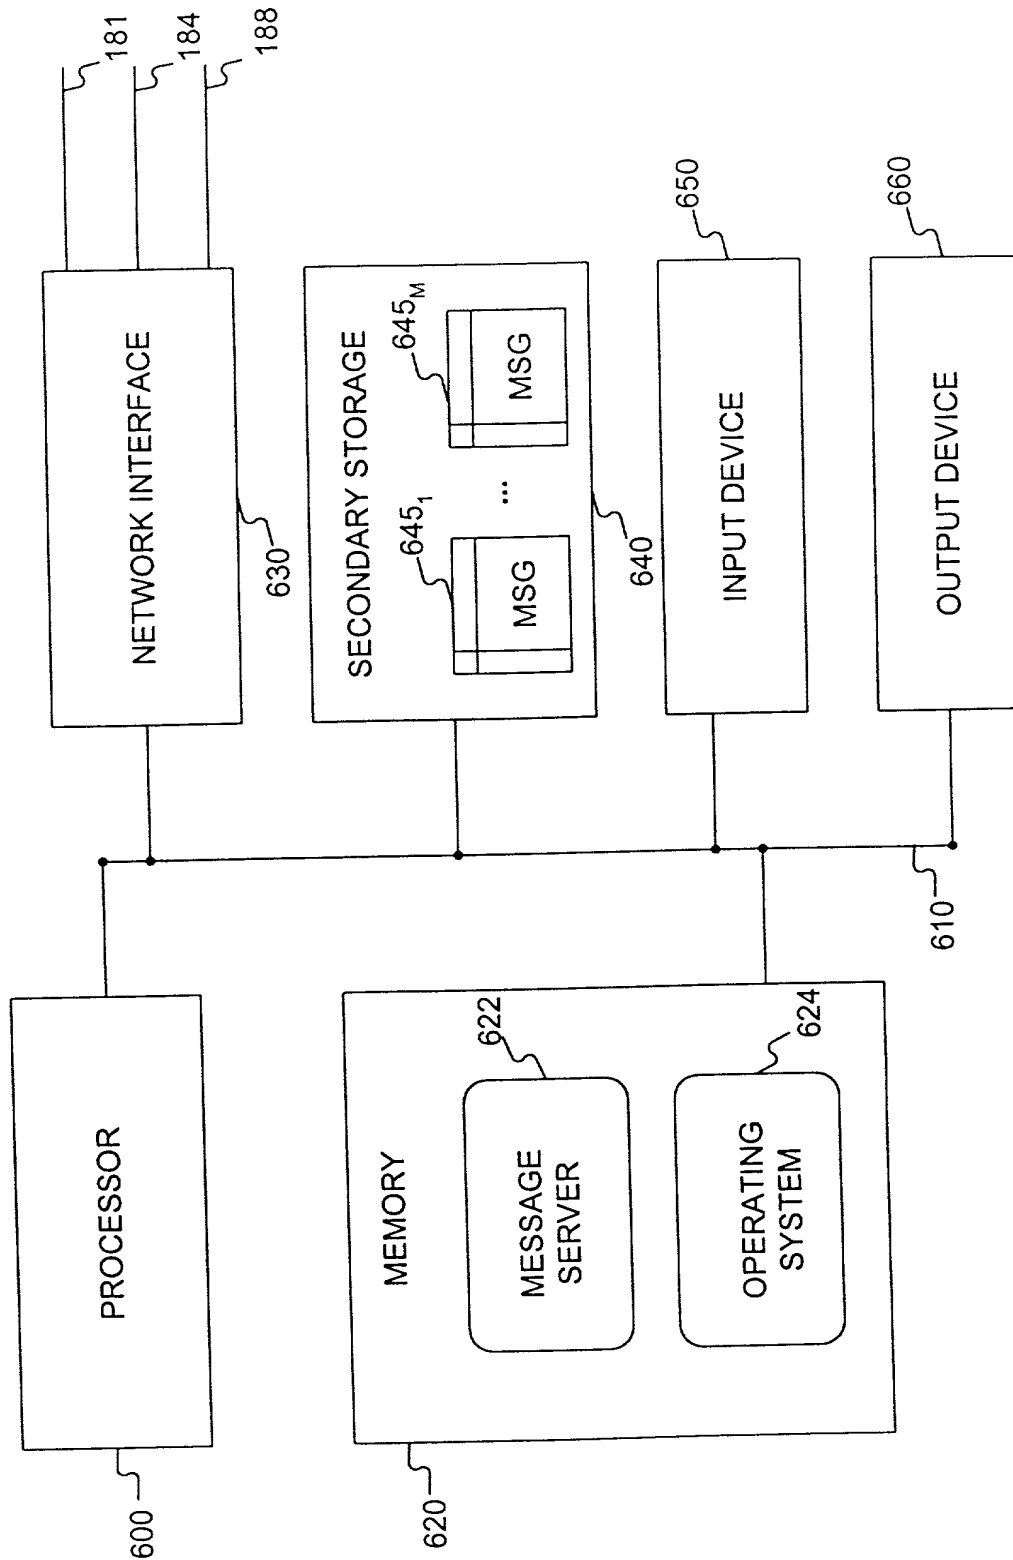 600
PROCESSOR
620
MEMORY
622
MESSAGE
SERVER
624
OPERATING
SYSTEM
610
NETWORK INTERFACE
630
181
184
188
SECONDARY STORAGE
645₁
MSG
...
645M
MSG
640
INPUT DEVICE
650
OUTPUT DEVICE
660